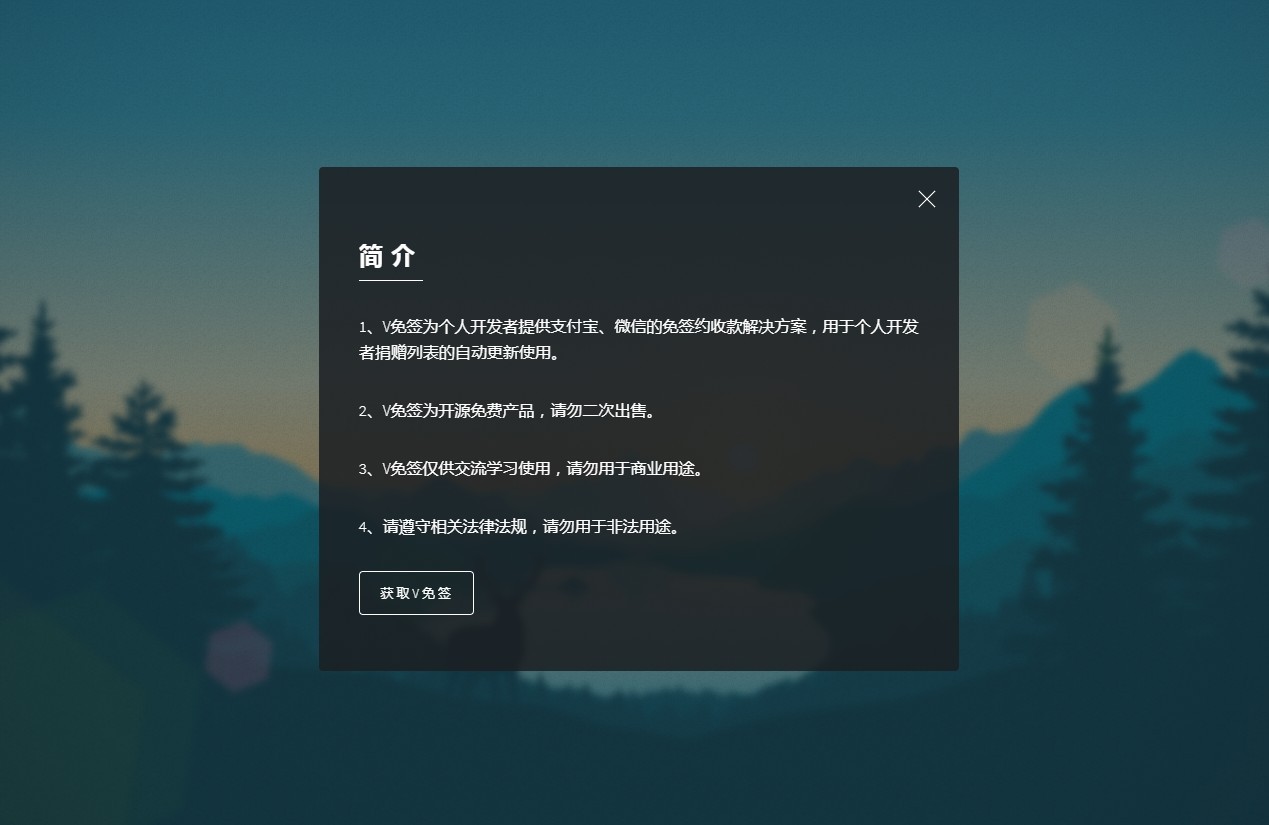 简 介
1、V免签为个人开发者提供支付宝、微信的免签约收款解决方案，用于个人开发
者捐赠列表的自动更新使用。
2、V免签为开源免费产品，请勿二次出售。
3、V免签仅供交流学习使用，请勿用于商业用途。
4、请遵守相关法律法规，请勿用于非法用途。
获取V免签